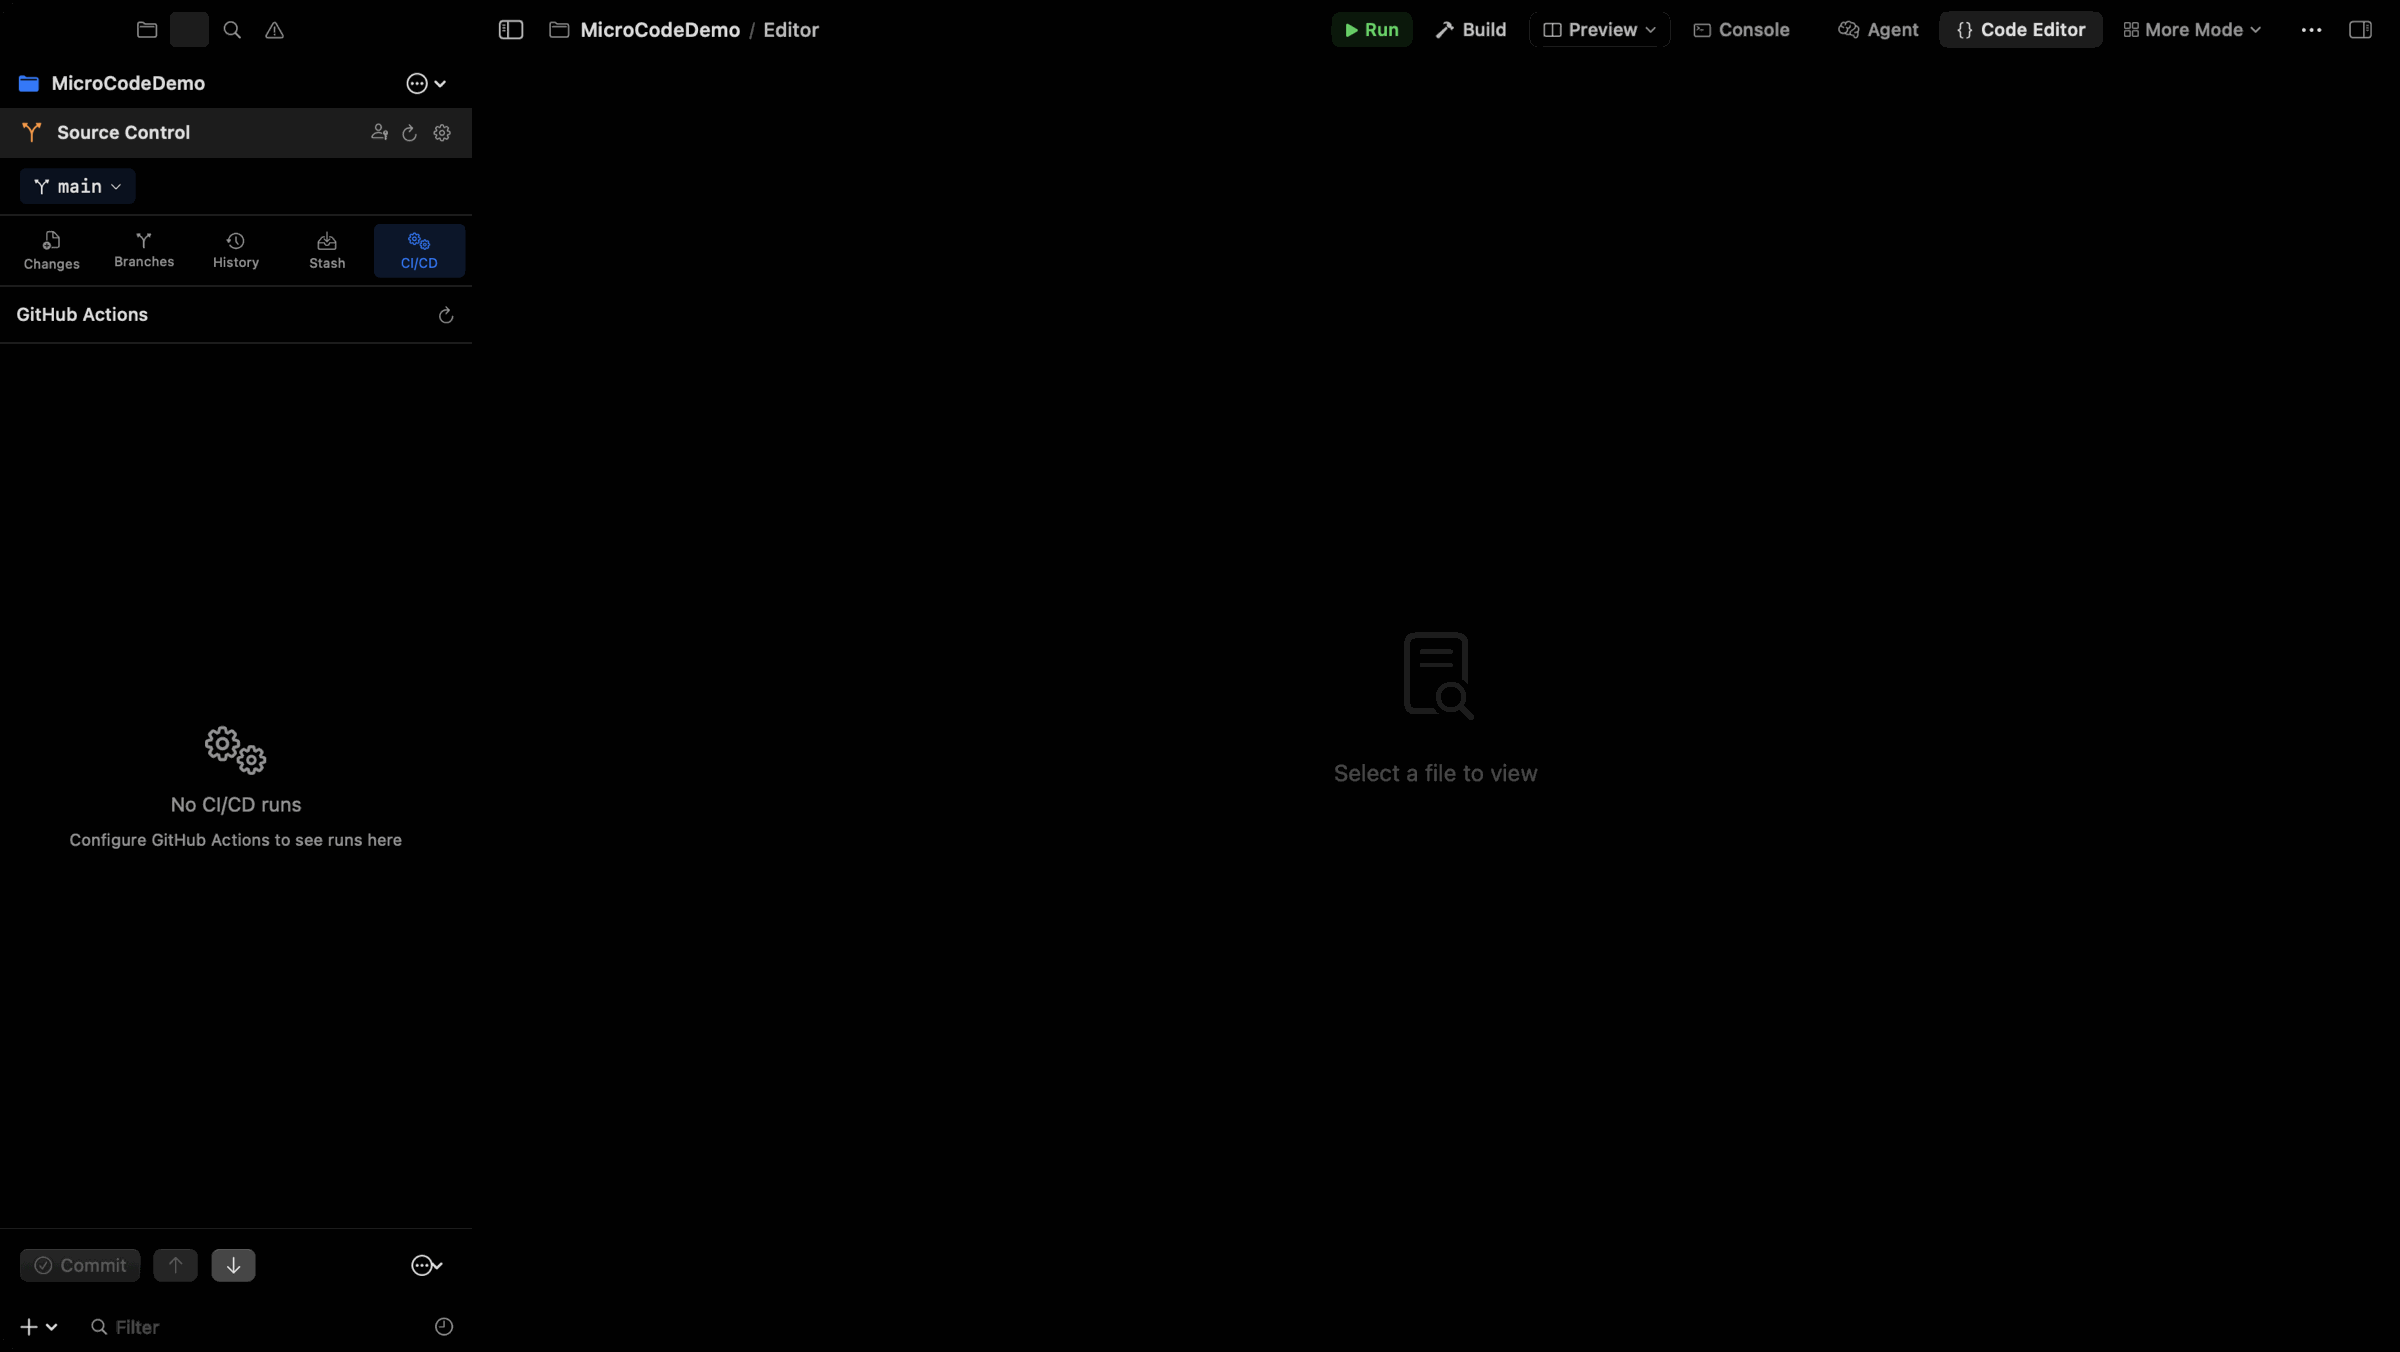 MicroCodeDemo / Editor
Run
Build
Preview
Console
Agent
{} Code Editor
More Mode
MicroCodeDemo
Source Control
main
Changes
Branches
History
Stash
CI/CD
GitHub Actions
No CI/CD runs
Configure GitHub Actions to see runs here
Select a file to view
Commit
Filter